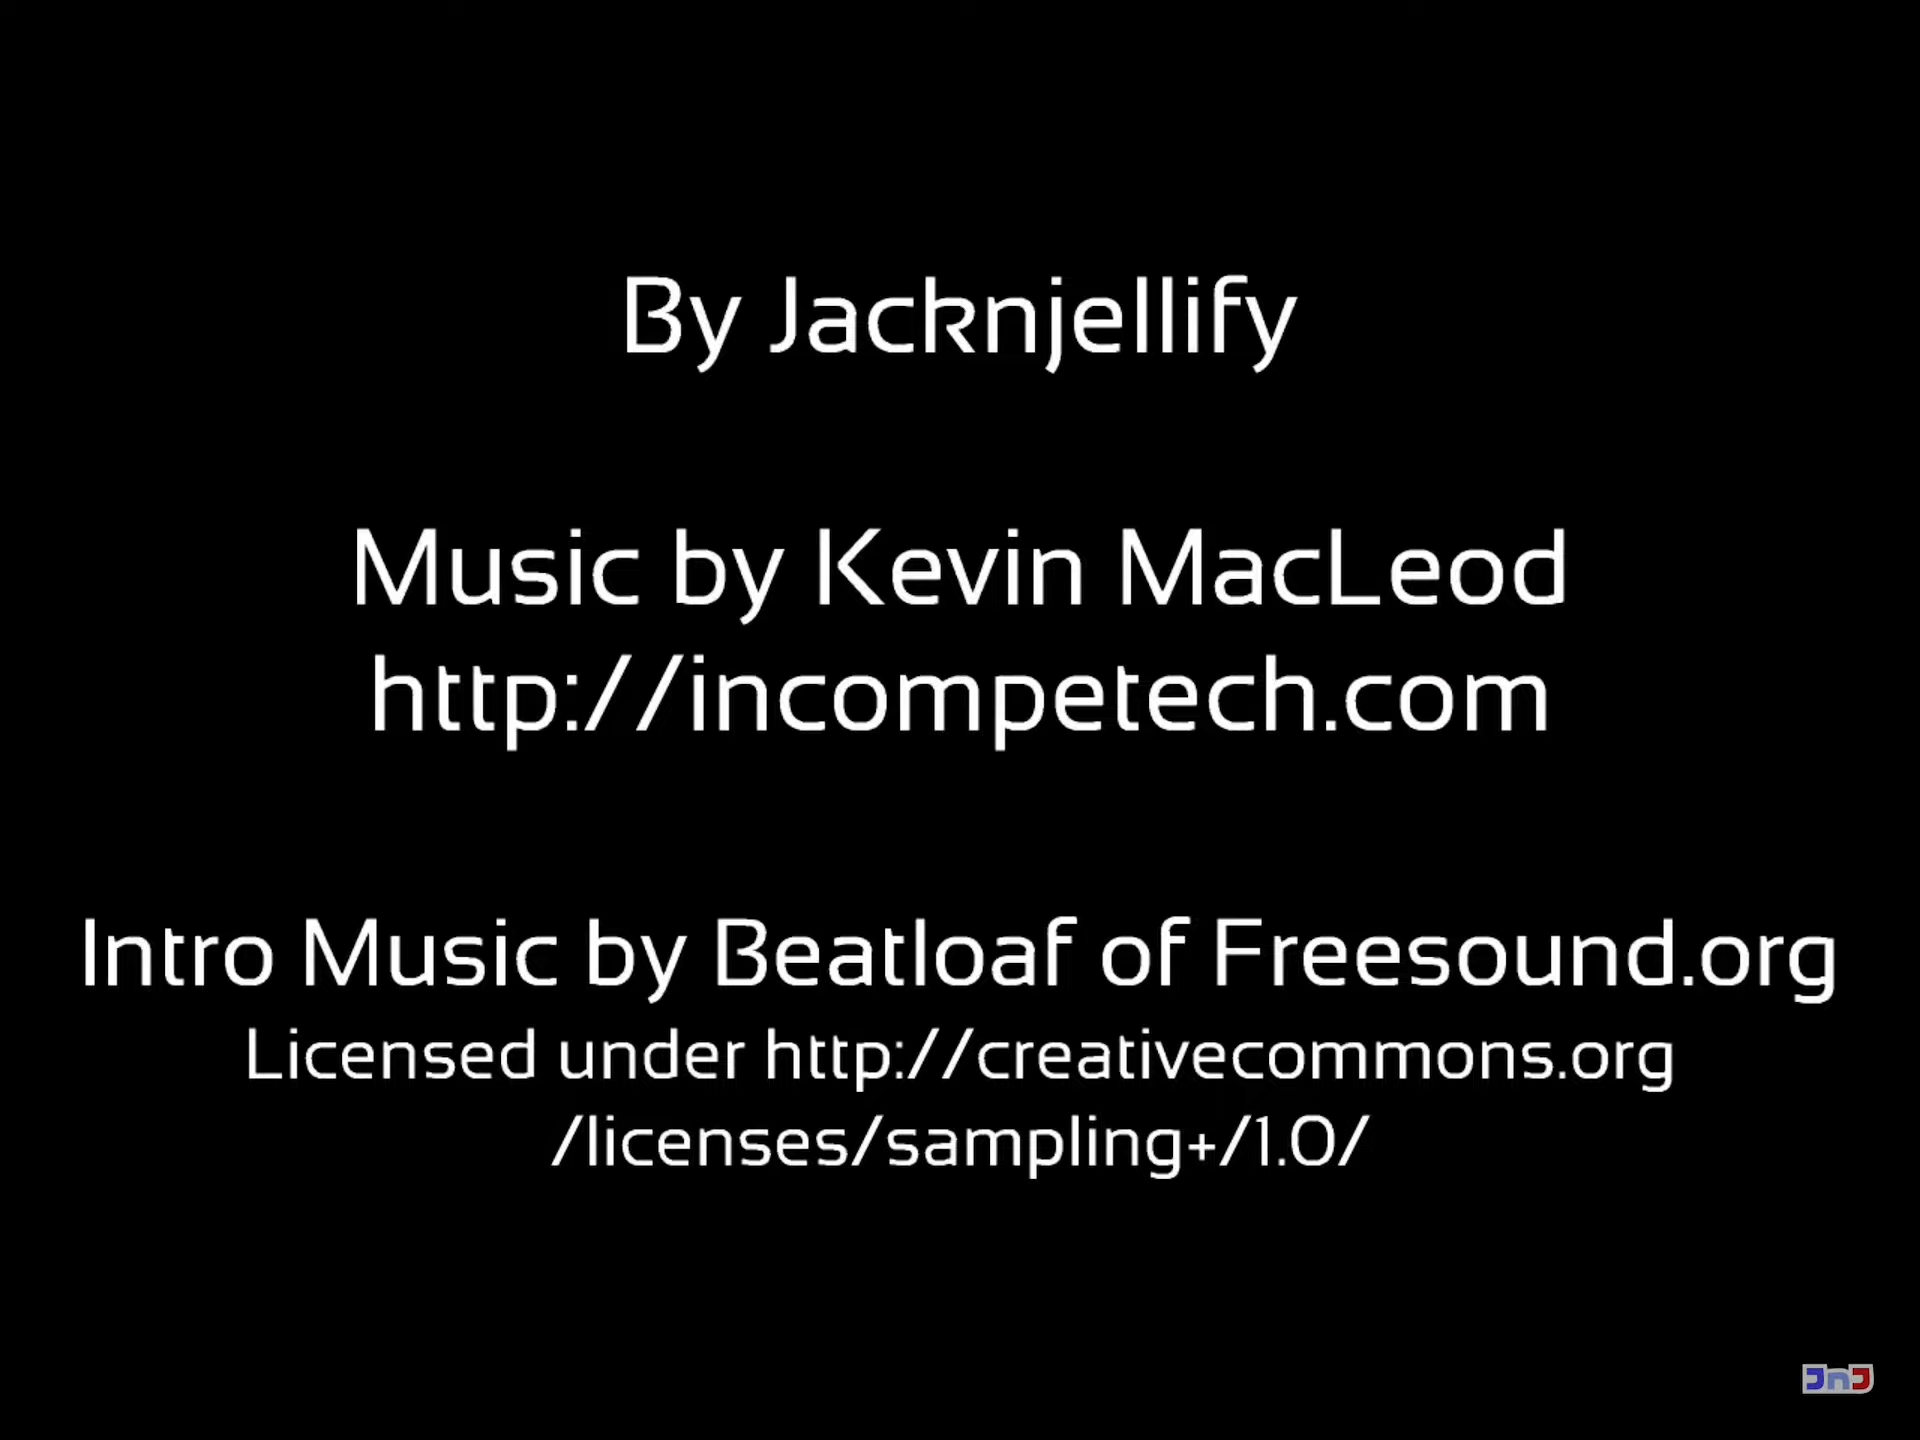 By Jacknjellify
Music by Kevin MacLeod
http://incompetech.com
Intro Music by Beatloaf of Freesound.org
Licensed under http://creativecommons.org
/licenses/sampling+/1.0/
JnJ